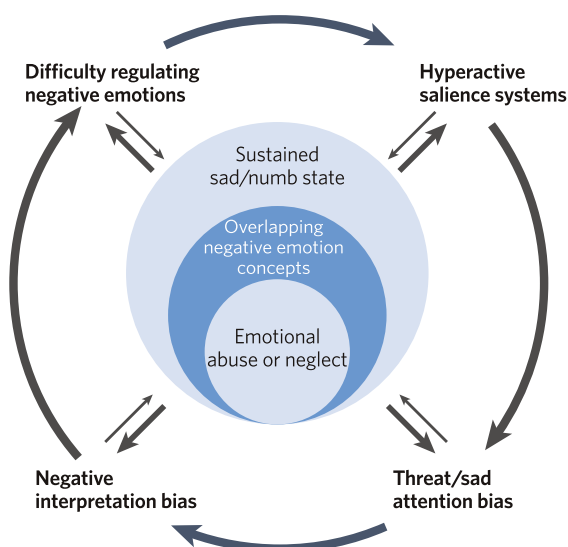 Difficulty regulating
negative emotions
Hyperactive
salience systems
Sustained
sad/numb state
Overlapping
negative emotion
concepts
Emotional
abuse or neglect
Negative
interpretation bias
Threat/sad
attention bias